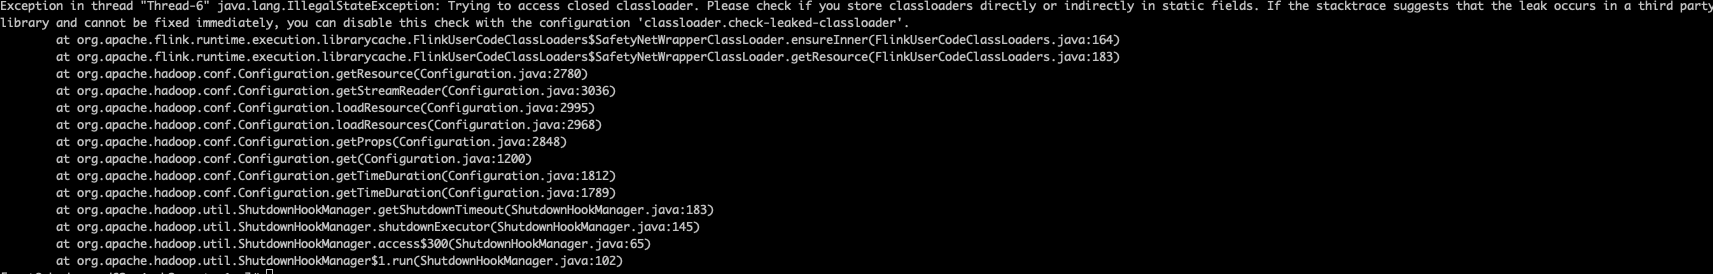 Exception in thread "Thread-6" java.lang.IllegalStateException: Trying to access closed classloader. Please check if you store classloaders directly or indirectly in static fields. If the stacktrace suggests that the leak occurs in a third party
library and cannot be fixed immediately, you can disable this check with the configuration 'classloader.check-leaked-classloader'.
at org.apache.flink.runtime.execution.librarycache.FlinkUserCodeClassLoaders$SafetyNetWrapperClassLoader.ensureInner(FlinkUserCodeClassLoaders.java:164)
at org.apache.flink.runtime.execution.librarycache.FlinkUserCodeClassLoaders$SafetyNetWrapperClassLoader.getResource(FlinkUserCodeClassLoaders.java:183)
at org.apache.hadoop.conf.Configuration.getResource(Configuration.java:2780)
at org.apache.hadoop.conf.Configuration.getStreamReader(Configuration.java:3036)
at org.apache.hadoop.conf.Configuration.loadResource(Configuration.java:2995)
at org.apache.hadoop.conf.Configuration.loadResources(Configuration.java:2968)
at org.apache.hadoop.conf.Configuration.getProps(Configuration.java:2848)
at org.apache.hadoop.conf.Configuration.get(Configuration.java:1200)
at org.apache.hadoop.conf.Configuration.getTimeDuration(Configuration.java:1812)
at org.apache.hadoop.conf.Configuration.getTimeDuration(Configuration.java:1789)
at org.apache.hadoop.util.ShutdownHookManager.getShutdownTimeout(ShutdownHookManager.java:183)
at org.apache.hadoop.util.ShutdownHookManager.shutdownExecutor(ShutdownHookManager.java:145)
at org.apache.hadoop.util.ShutdownHookManager.access$300(ShutdownHookManager.java:65)
at org.apache.hadoop.util.ShutdownHookManager$1.run(ShutdownHookManager.java:102)